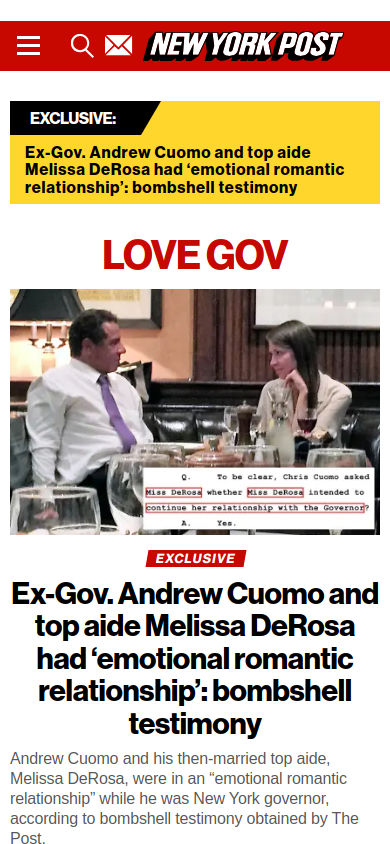 NEW YORK POST
EXCLUSIVE:
Ex-Gov. Andrew Cuomo and top aide
Melissa DeRosa had ‘emotional romantic
relationship’: bombshell testimony
LOVE GOV
Q. To be clear, Chris Cuomo asked
Miss DeRosa whether Miss DeRosa intended to
continue her relationship with the Governor?
A. Yes.
EXCLUSIVE
Ex-Gov. Andrew Cuomo and
top aide Melissa DeRosa
had ‘emotional romantic
relationship’: bombshell
testimony
Andrew Cuomo and his then-married top aide,
Melissa DeRosa, were in an “emotional romantic
relationship” while he was New York governor,
according to bombshell testimony obtained by The
Post.